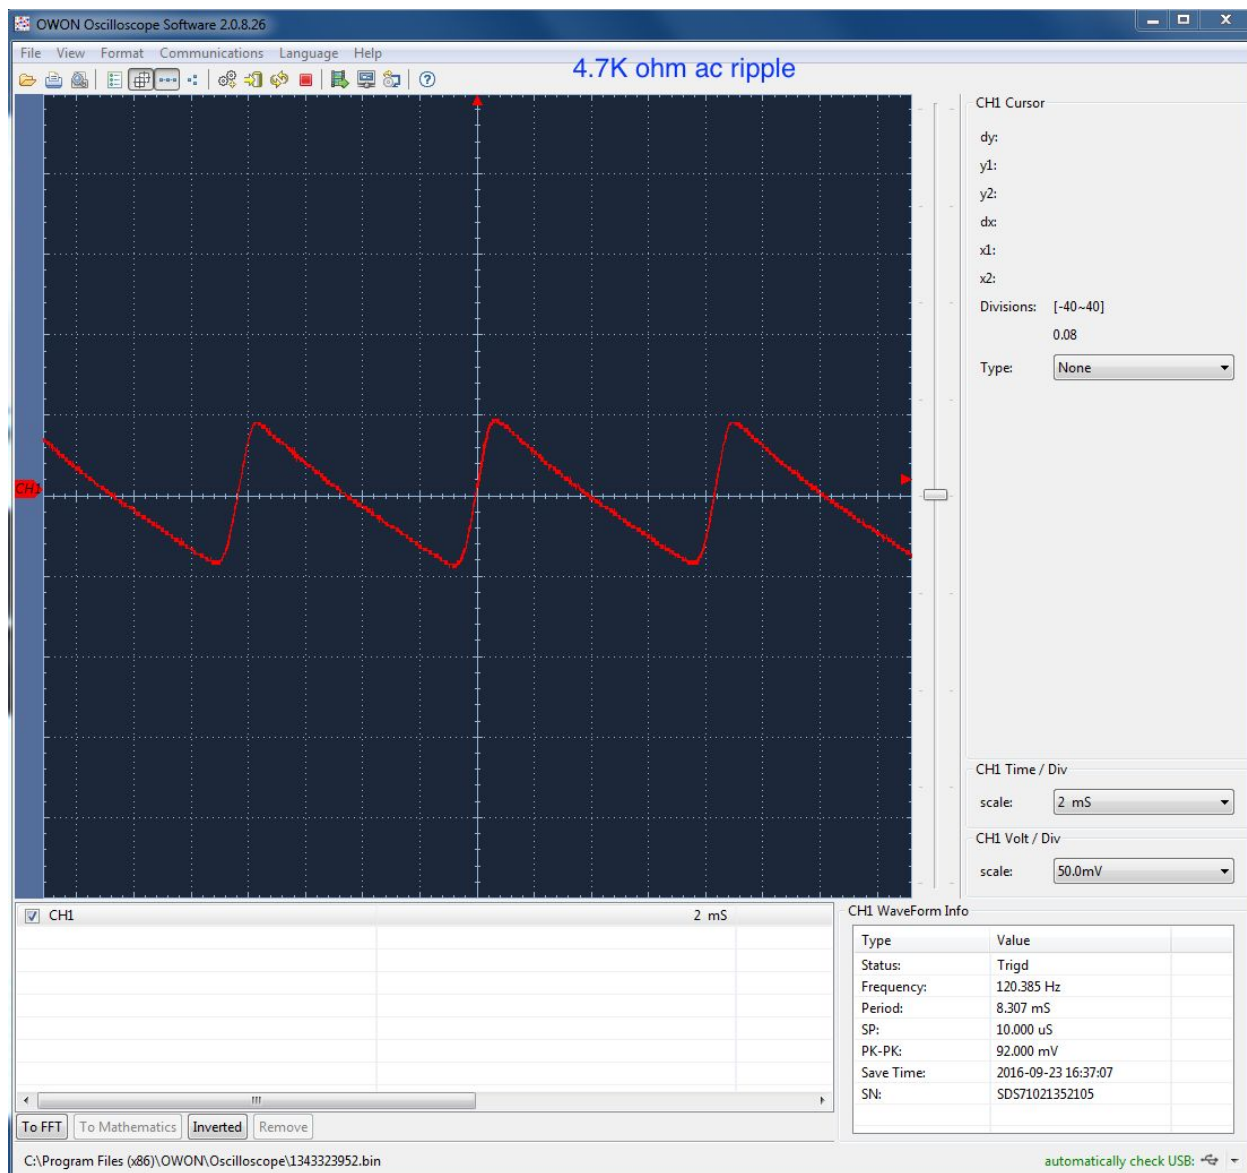 OWON Oscilloscope Software 2.0.8.26
File View Format Communications Language Help
4.7K ohm ac ripple
CH1
CH1 Cursor
dy:
y1:
y2:
dx:
x1:
x2:
Divisions: [-40~40]
0.08
Type: None
CH1 Time / Div
scale: 2 mS
CH1 Volt / Div
scale: 50.0mV
CH1 2 mS
CH1 WaveForm Info
Type Value
Status: Trigd
Frequency: 120.385 Hz
Period: 8.307 mS
SP: 10.000 uS
PK-PK: 92.000 mV
Save Time: 2016-09-23 16:37:07
SN: SDS71021352105
To FFT To Mathematics Inverted Remove
C:\Program Files (x86)\OWON\Oscilloscope\1343323952.bin
automatically check USB: